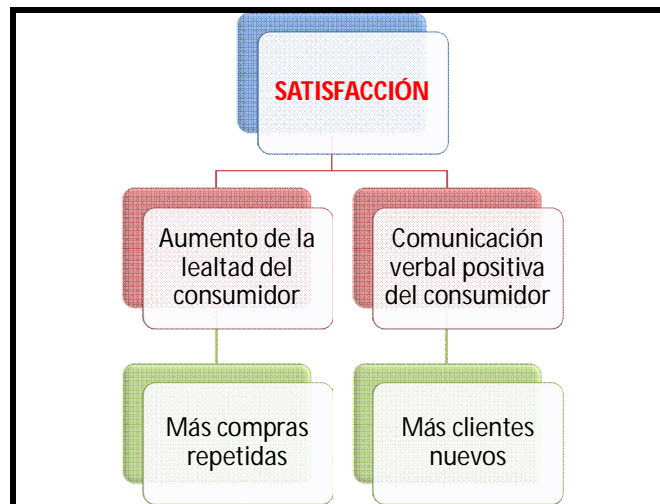 SATISFACCIÓN
Aumento de la
lealtad del
consumidor
Comunicación
verbal positiva
del consumidor
Más compras
repetidas
Más clientes
nuevos